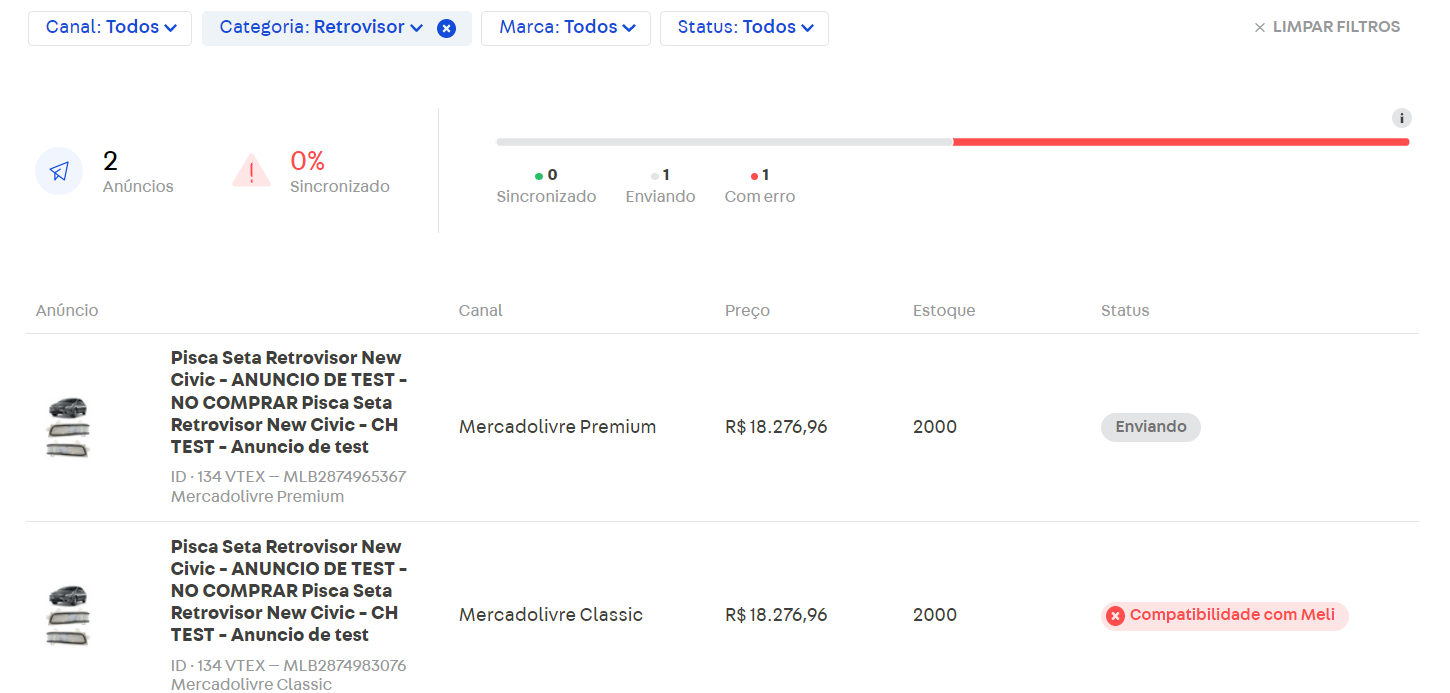 Canal: Todos
Categoria: Retrovisor
Marca: Todos
Status: Todos
LIMPAR FILTROS
2
Anúncios
0%
Sincronizado
i
0
Sincronizado
1
Enviando
1
Com erro
Anúncio
Canal
Preço
Estoque
Status
Pisca Seta Retrovisor New
Civic - ANUNCIO DE TEST -
NO COMPRAR Pisca Seta
Retrovisor New Civic - CH
TEST - Anuncio de test
ID · 134 VTEX — MLB2874965367
Mercadolivre Premium
Mercadolivre Premium
R$ 18.276,96
2000
Enviando
Pisca Seta Retrovisor New
Civic - ANUNCIO DE TEST -
NO COMPRAR Pisca Seta
Retrovisor New Civic - CH
TEST - Anuncio de test
ID · 134 VTEX — MLB2874983076
Mercadolivre Classic
Mercadolivre Classic
R$ 18.276,96
2000
Compatibilidade com Meli